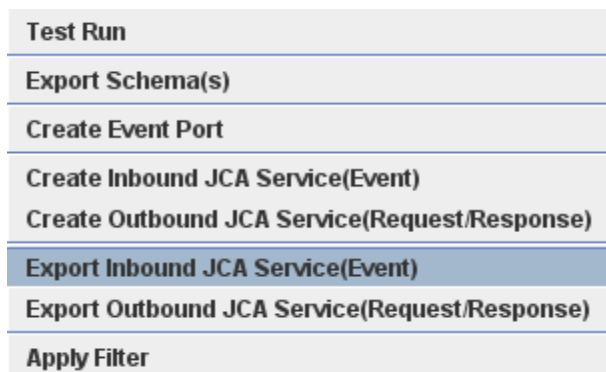 Test Run
Export Schema(s)
Create Event Port
Create Inbound JCA Service(Event)
Create Outbound JCA Service(Request/Response)
Export Inbound JCA Service(Event)
Export Outbound JCA Service(Request/Response)
Apply Filter